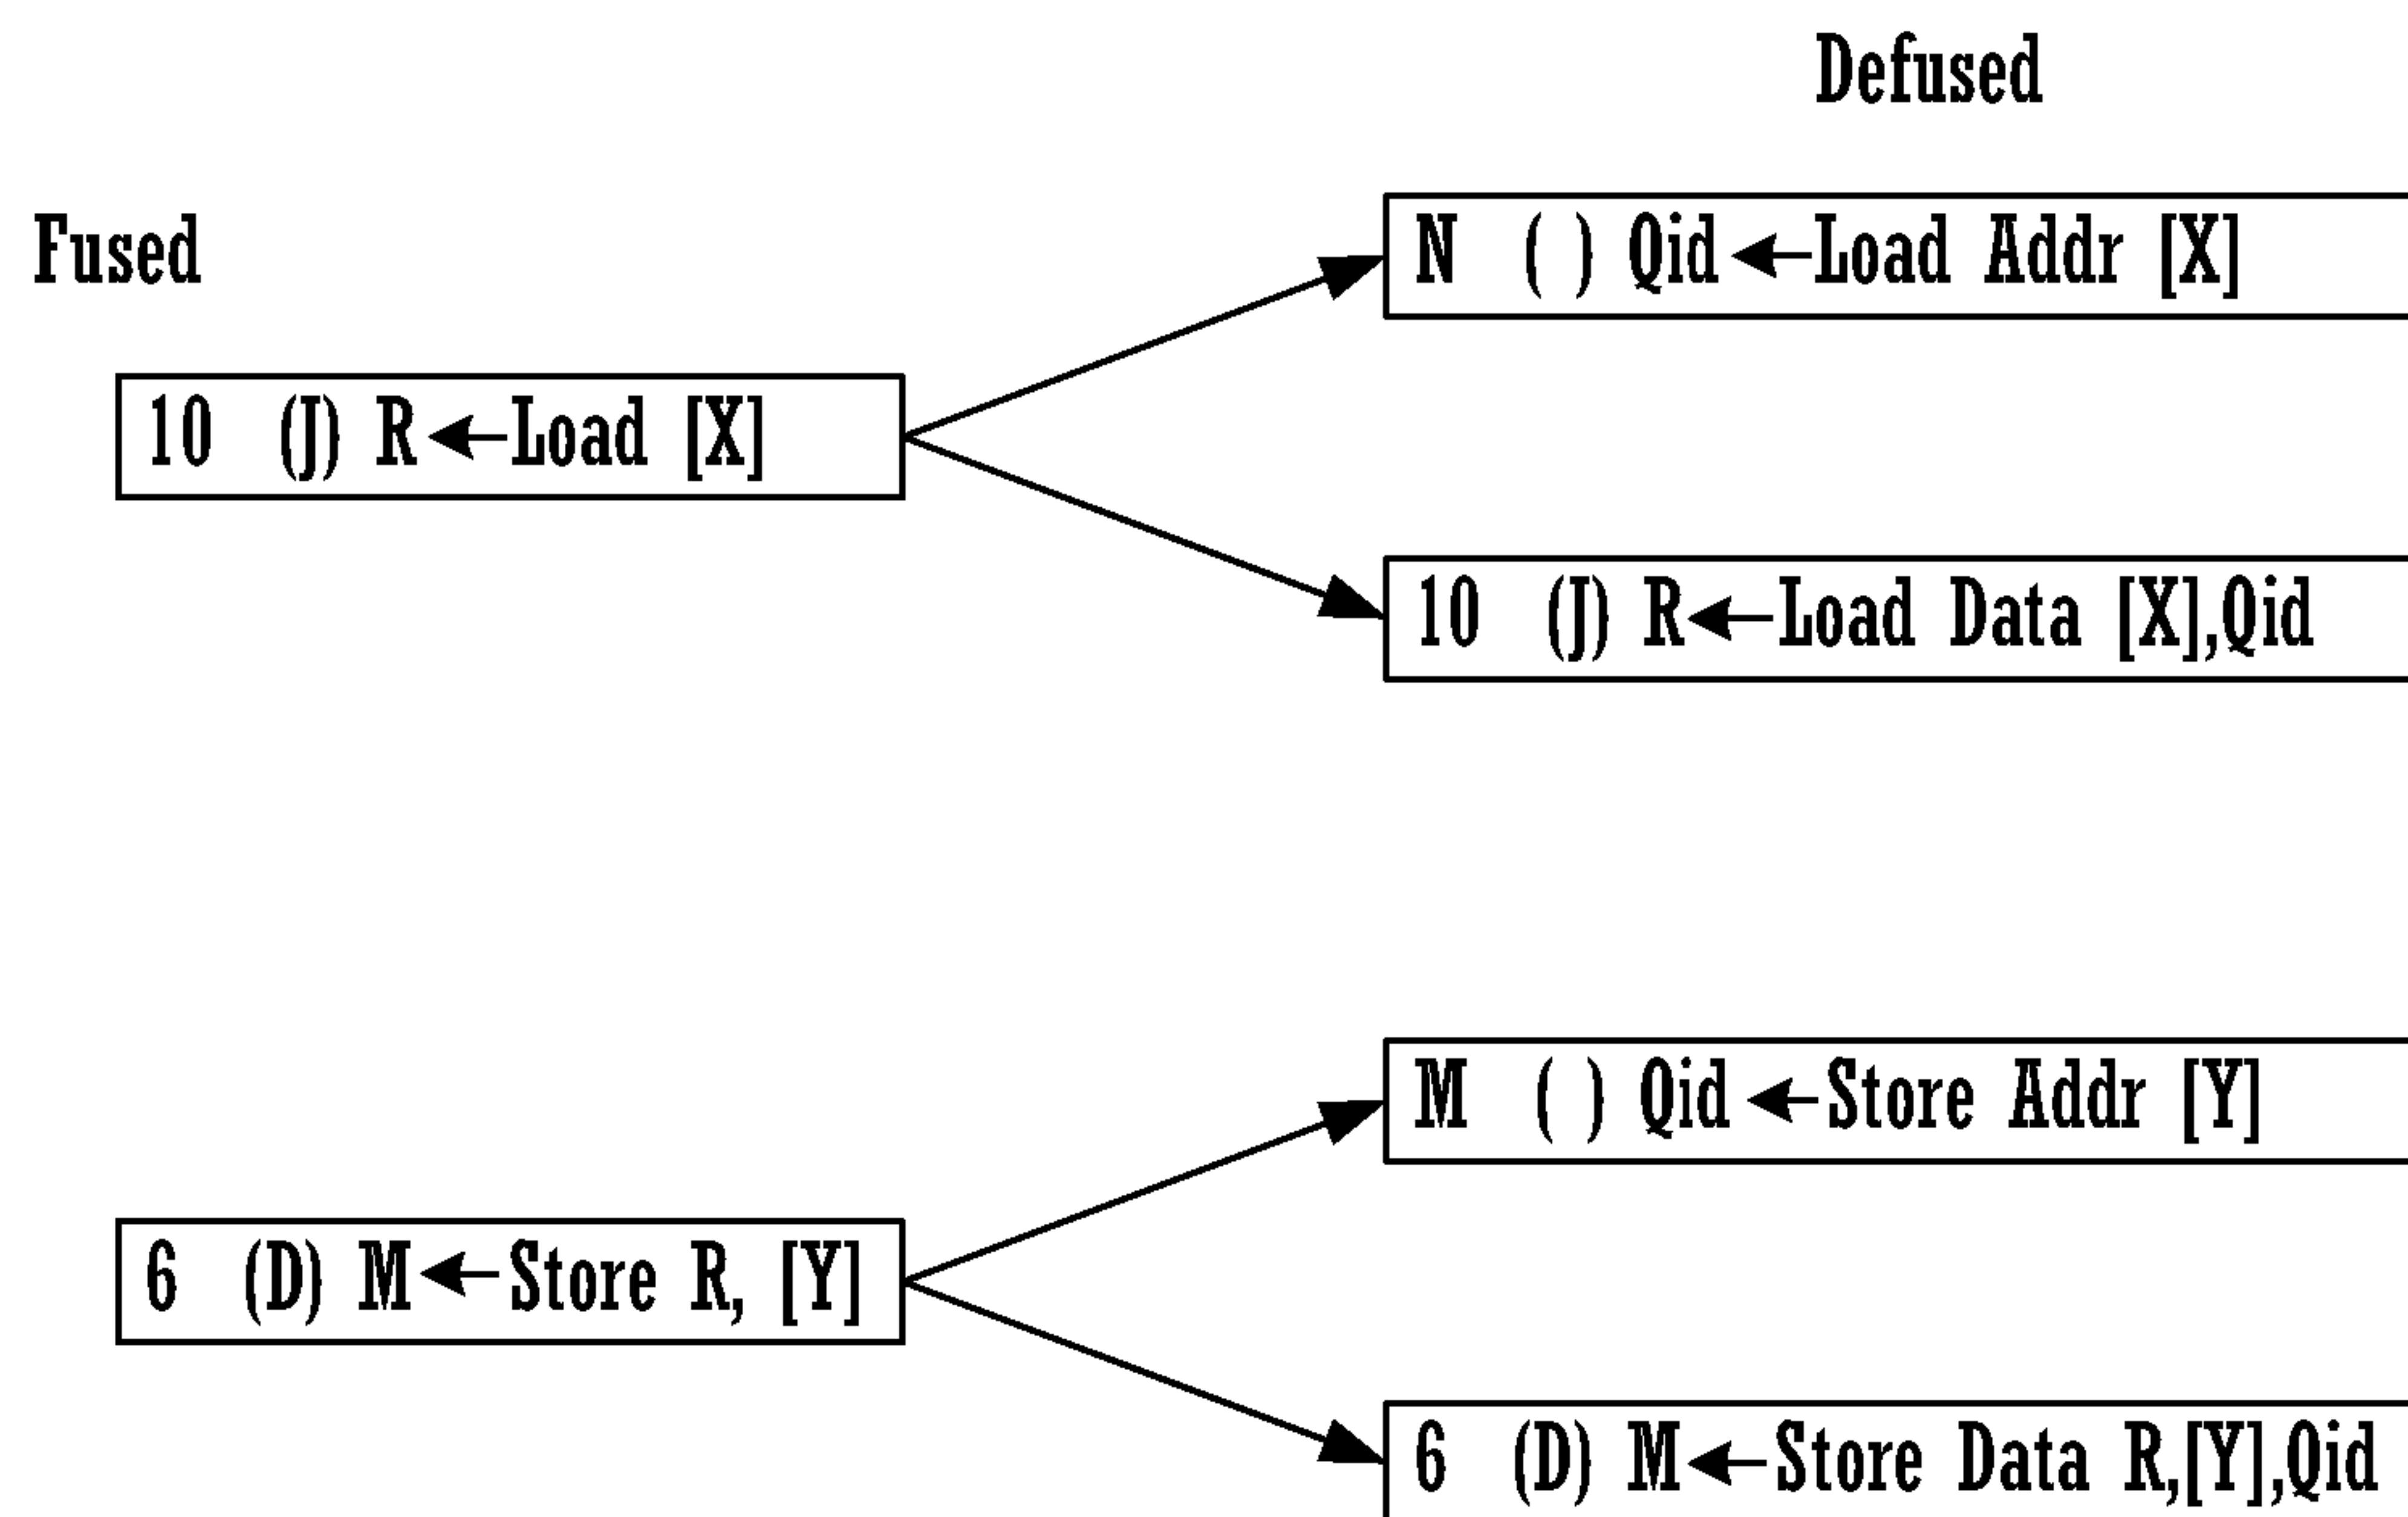 Defused
Fused
N ( ) Qid←Load Addr [X]
10 (J) R←Load [X]
10 (J) R←Load Data [X],Qid
M ( ) Qid←Store Addr [Y]
6 (D) M←Store R, [Y]
6 (D) M←Store Data R,[Y],Qid